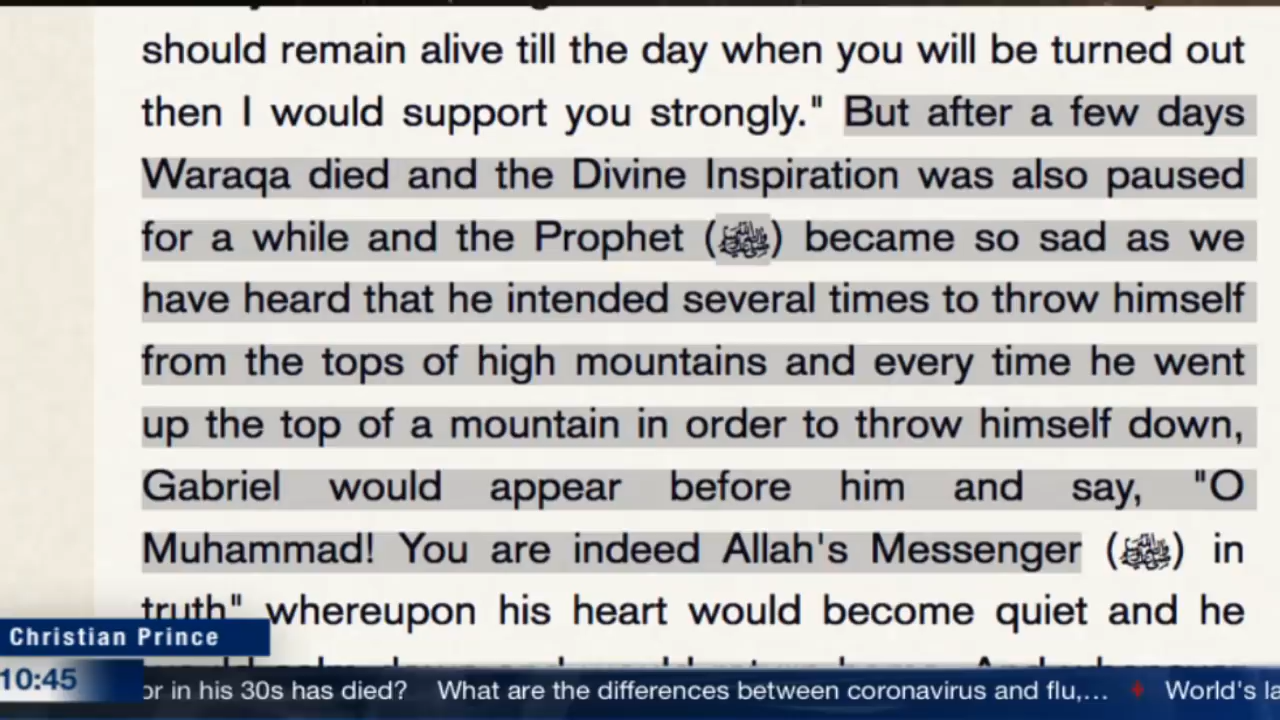 should remain alive till the day when you will be turned out
then I would support you strongly." But after a few days
Waraqa died and the Divine Inspiration was also paused
for a while and the Prophet (ﷺ) became so sad as we
have heard that he intended several times to throw himself
from the tops of high mountains and every time he went
up the top of a mountain in order to throw himself down,
Gabriel would appear before him and say, "O
Muhammad! You are indeed Allah's Messenger (ﷺ) in
truth" whereupon his heart would become quiet and he
Christian Prince
10:45
or in his 30s has died? What are the differences between coronavirus and flu,... World's la